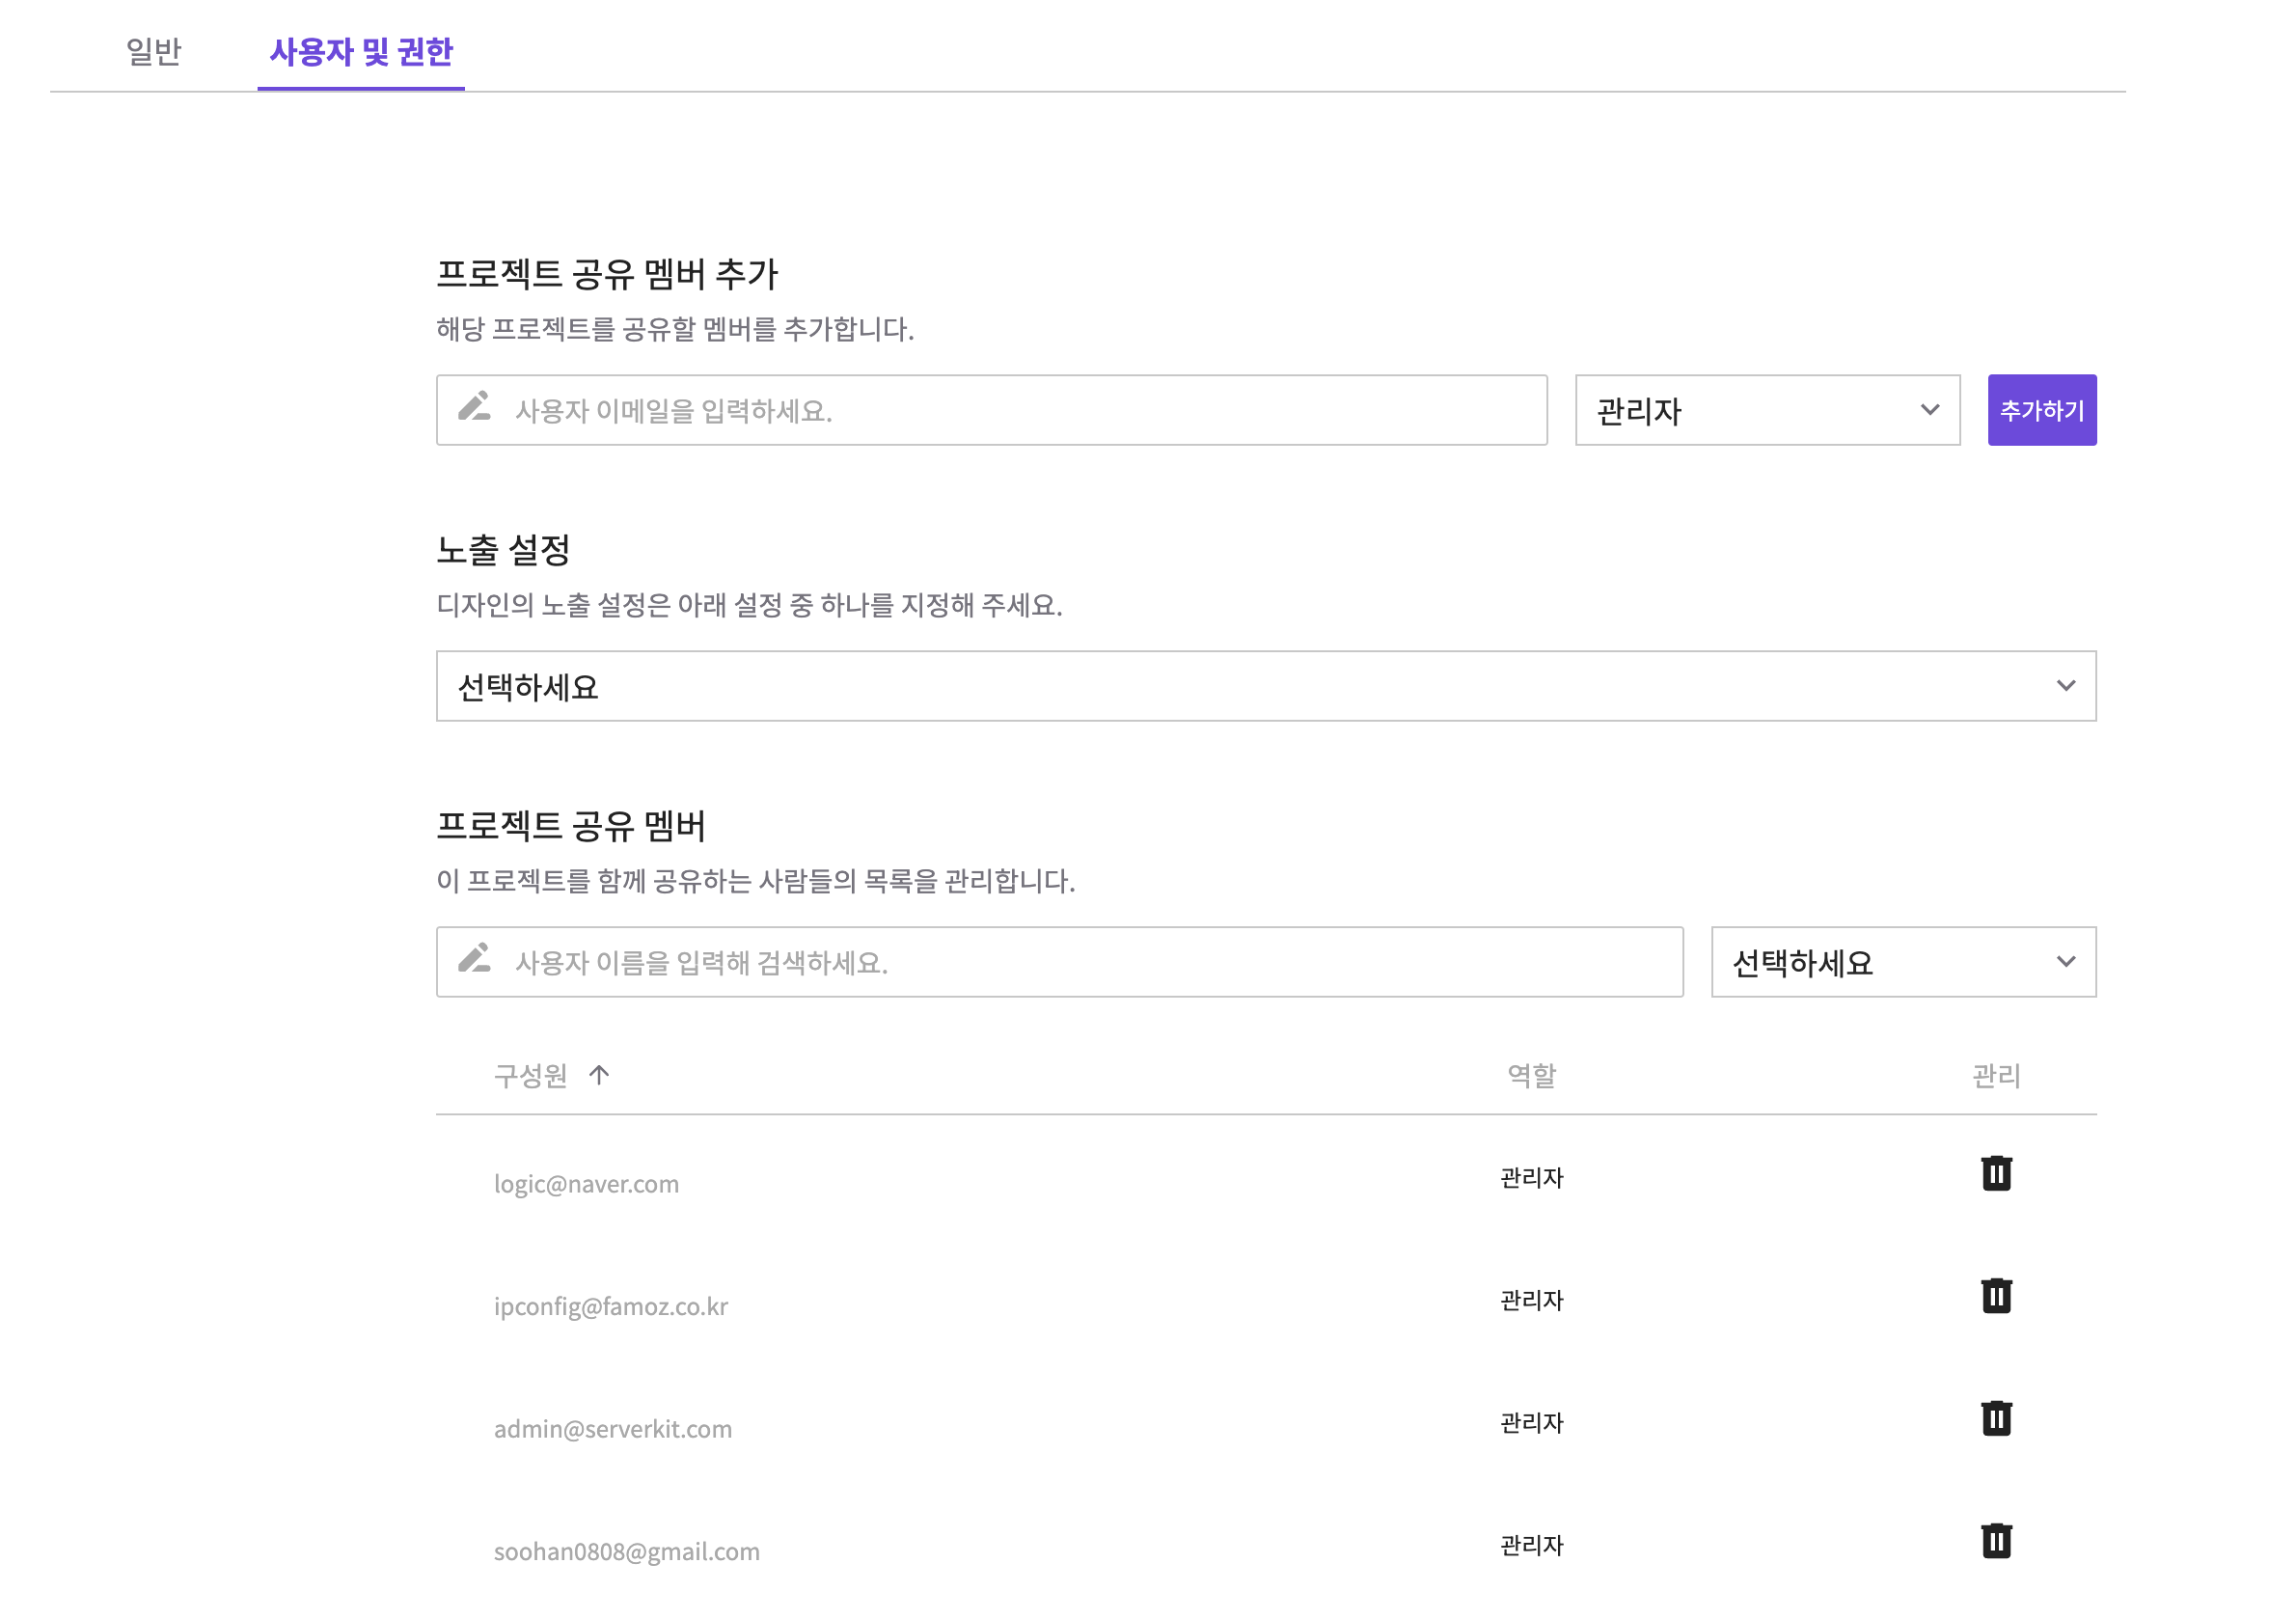 일반 사용자 및 권한
프로젝트 공유 멤버 추가
해당 프로젝트를 공유할 멤버를 추가합니다.
사용자 이메일을 입력하세요. 관리자 추가하기
노출 설정
디자인의 노출 설정은 아래 설정 중 하나를 지정해 주세요.
선택하세요
프로젝트 공유 멤버
이 프로젝트를 함께 공유하는 사람들의 목록을 관리합니다.
사용자 이름을 입력해 검색하세요. 선택하세요
구성원 역할 관리
logic@naver.com 관리자
ipconfig@famoz.co.kr 관리자
admin@serverkit.com 관리자
soohan0808@gmail.com 관리자